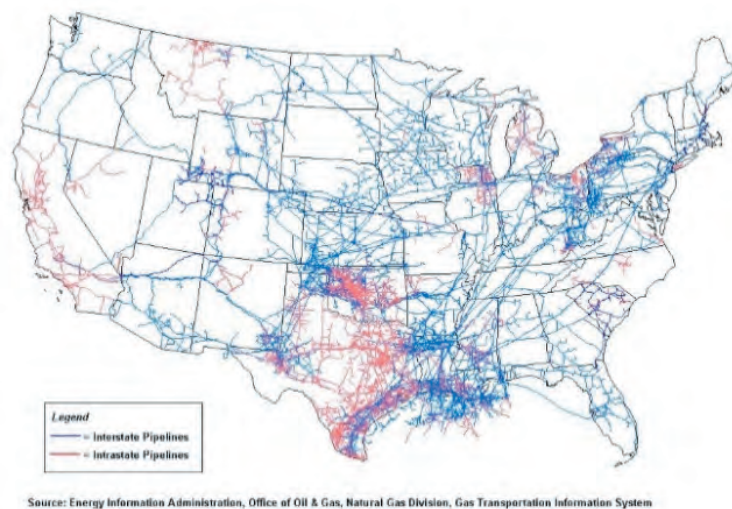 Legend
= Interstate Pipelines
= Intrastate Pipelines
Source: Energy Information Administration, Office of Oil & Gas, Natural Gas Division, Gas Transportation Information System